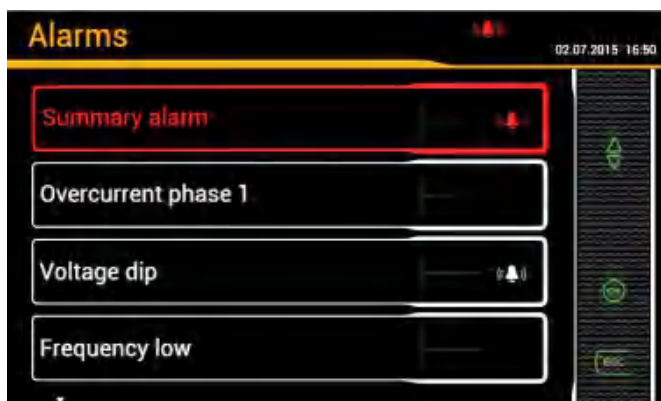 Alarms
02.07.2015 16:50
Summary alarm
Overcurrent phase 1
Voltage dip
Frequency low
ESC